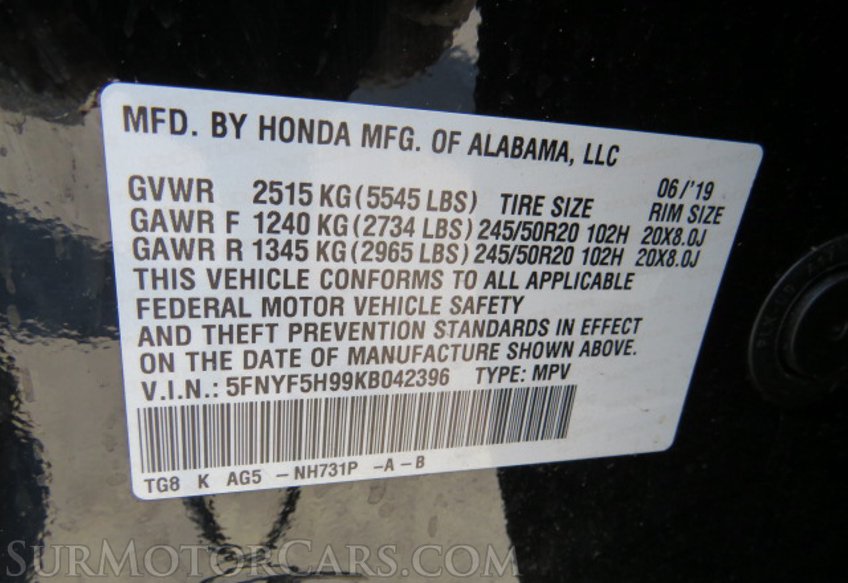 MFD. BY HONDA MFG. OF ALABAMA, LLC
06/'19
GVWR 2515 KG (5545 LBS) TIRE SIZE RIM SIZE
GAWR F 1240 KG (2734 LBS) 245/50R20 102H 20X8.0J
GAWR R 1345 KG (2965 LBS) 245/50R20 102H 20X8.0J
THIS VEHICLE CONFORMS TO ALL APPLICABLE
FEDERAL MOTOR VEHICLE SAFETY
AND THEFT PREVENTION STANDARDS IN EFFECT
ON THE DATE OF MANUFACTURE SHOWN ABOVE.
V.I.N.: 5FNYF5H99KB042396 TYPE: MPV
TG8 K AG5 -NH731P -A-B
SURMOTORCARS.COM